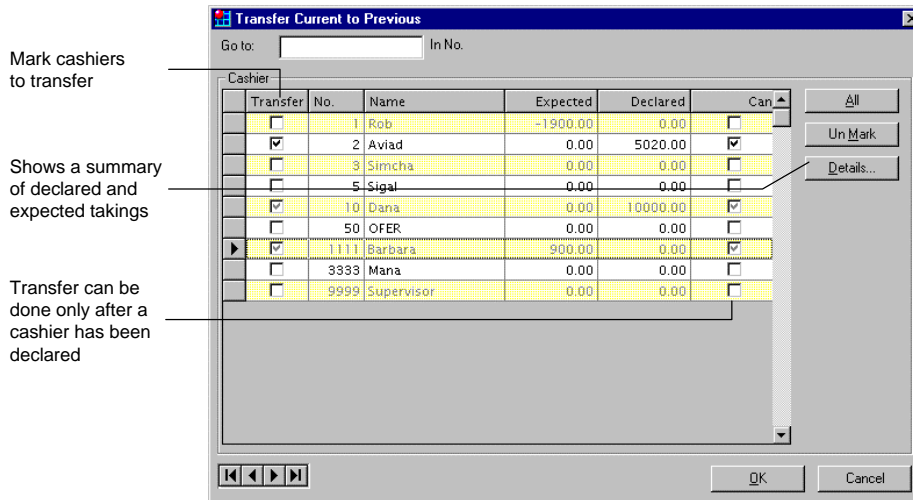 Transfer Current to Previous
Go to: In No.
Mark cashiers
to transfer
Cashier
Transfer No. Name Expected Declared Can
1 Rob -1900.00 0.00
2 Aviad 0.00 5020.00
3 Simcha 0.00 0.00
5 Sigal 0.00 0.00
10 Dana 0.00 10000.00
50 OFER 0.00 0.00
1111 Barbara 900.00 0.00
3333 Mana 0.00 0.00
9999 Supervisor 0.00 0.00
All
Un Mark
Details...
Shows a summary
of declared and
expected takings
Transfer can be
done only after a
cashier has been
declared
OK Cancel